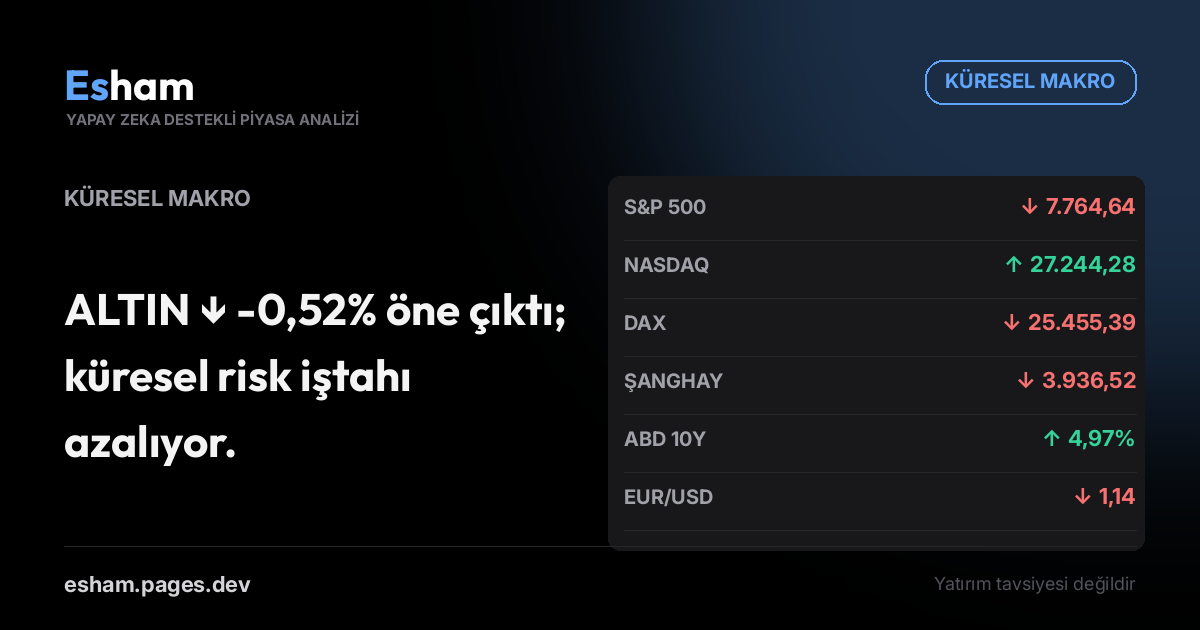 Esham
YAPAY ZEKA DESTEKLİ PİYASA ANALİZİ
KÜRESEL MAKRO
KÜRESEL MAKRO
ALTIN ↓ -0,52% öne çıktı;
küresel risk iştahı
azalıyor.
S&P 500 ↓ 7.764,64
NASDAQ ↑ 27.244,28
DAX ↓ 25.455,39
ŞANGHAY ↓ 3.936,52
ABD 10Y ↑ 4,97%
EUR/USD ↓ 1,14
esham.pages.dev
Yatırım tavsiyesi değildir